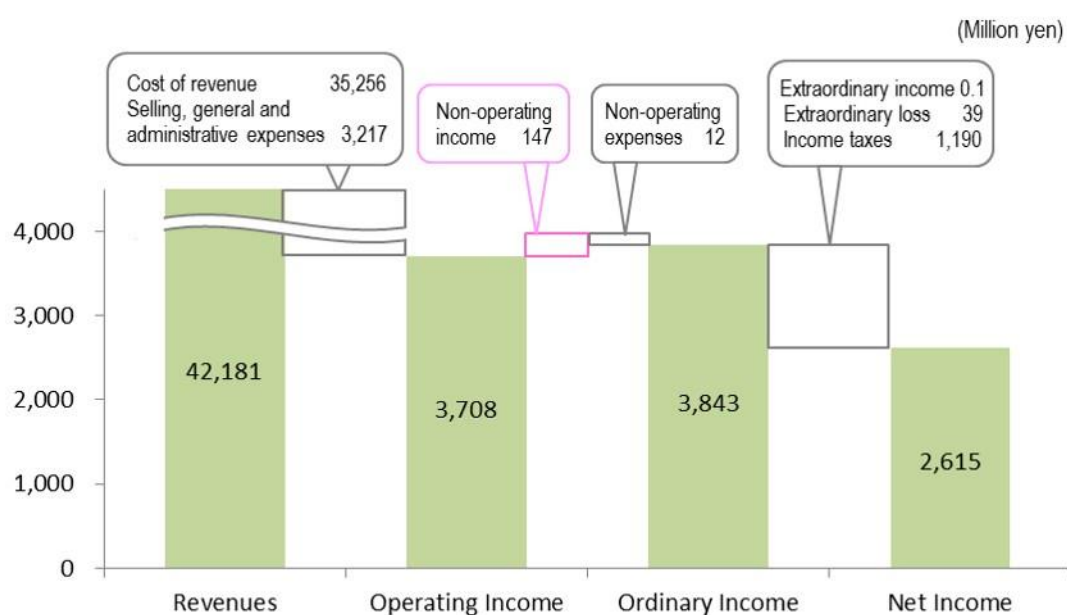 (Million yen)
Cost of revenue 35,256
Selling, general and
administrative expenses 3,217
Non-operating
income 147
Non-operating
expenses 12
Extraordinary income 0.1
Extraordinary loss 39
Income taxes 1,190
4,000
3,000
2,000
1,000
0
42,181
3,708
3,843
2,615
Revenues Operating Income Ordinary Income Net Income